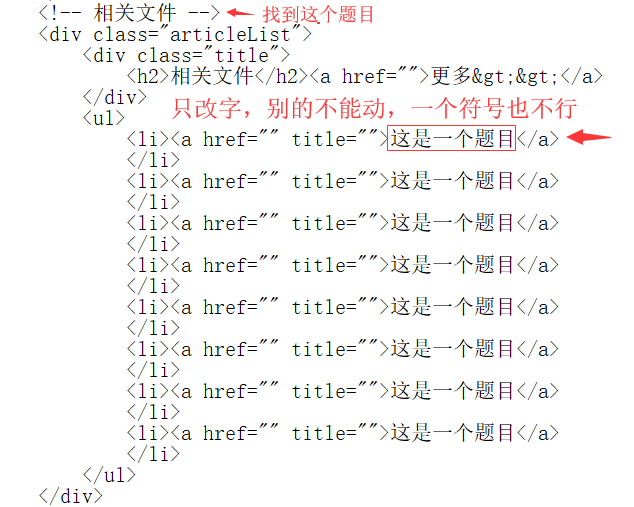 <!-- 相关文件 --> 找到这个题目
<div class="articleList">
<div class="title">
<h2>相关文件</h2><a href="">更多&gt;&gt;</a>
</div>
只改字，别的不能动，一个符号也不行
<ul>
<li><a href="" title="">这是一个题目</a>
</li>
<li><a href="" title="">这是一个题目</a>
</li>
<li><a href="" title="">这是一个题目</a>
</li>
<li><a href="" title="">这是一个题目</a>
</li>
<li><a href="" title="">这是一个题目</a>
</li>
<li><a href="" title="">这是一个题目</a>
</li>
<li><a href="" title="">这是一个题目</a>
</li>
<li><a href="" title="">这是一个题目</a>
</li>
</ul>
</div>